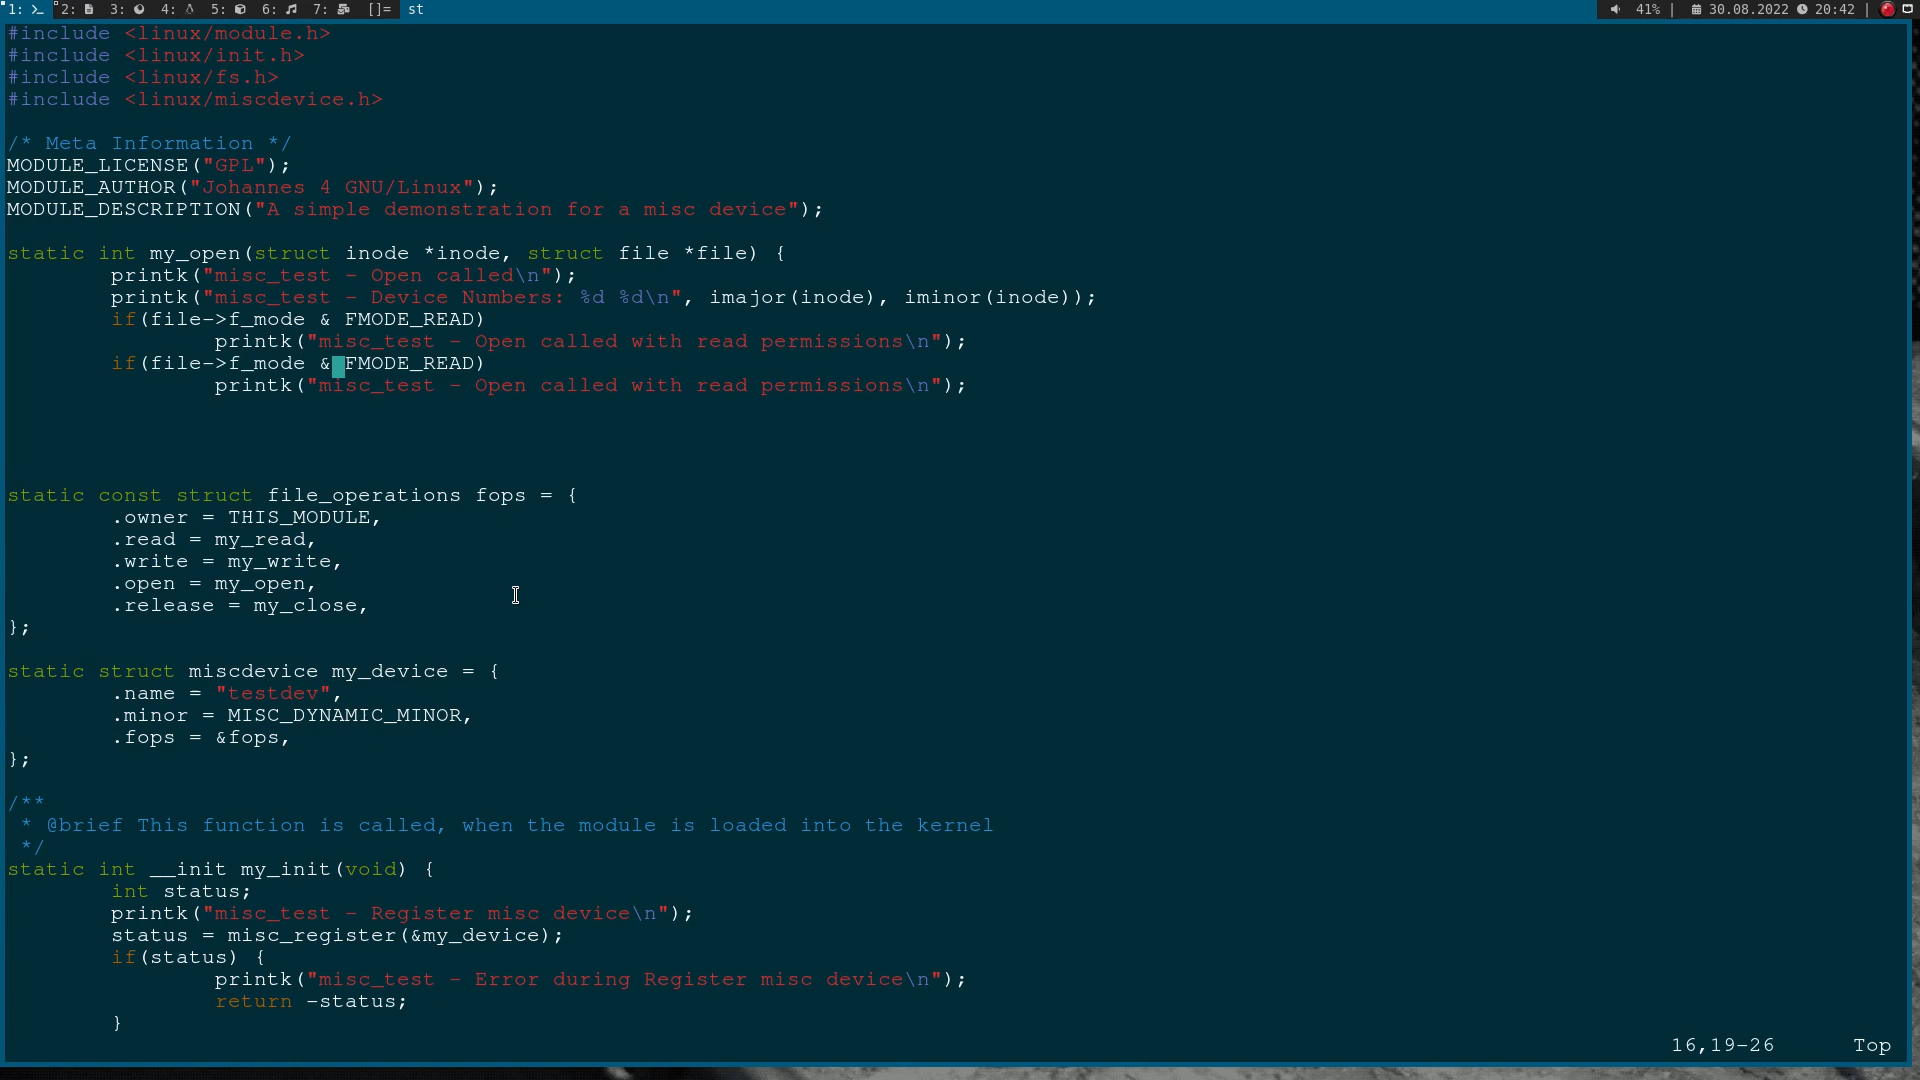 1: 2: 3: 4: 5: 6: 7: []= st 41% | 30.08.2022 20:42 |
#include <linux/module.h>
#include <linux/init.h>
#include <linux/fs.h>
#include <linux/miscdevice.h>
/* Meta Information */
MODULE_LICENSE("GPL");
MODULE_AUTHOR("Johannes 4 GNU/Linux");
MODULE_DESCRIPTION("A simple demonstration for a misc device");
static int my_open(struct inode *inode, struct file *file) {
printk("misc_test - Open called\n");
printk("misc_test - Device Numbers: %d %d\n", imajor(inode), iminor(inode));
if(file->f_mode & FMODE_READ)
printk("misc_test - Open called with read permissions\n");
if(file->f_mode & FMODE_READ)
printk("misc_test - Open called with read permissions\n");
static const struct file_operations fops = {
.owner = THIS_MODULE,
.read = my_read,
.write = my_write,
.open = my_open,
.release = my_close,
};
static struct miscdevice my_device = {
.name = "testdev",
.minor = MISC_DYNAMIC_MINOR,
.fops = &fops,
};
/**
* @brief This function is called, when the module is loaded into the kernel
*/
static int __init my_init(void) {
int status;
printk("misc_test - Register misc device\n");
status = misc_register(&my_device);
if(status) {
printk("misc_test - Error during Register misc device\n");
return -status;
}
16,19-26 Top